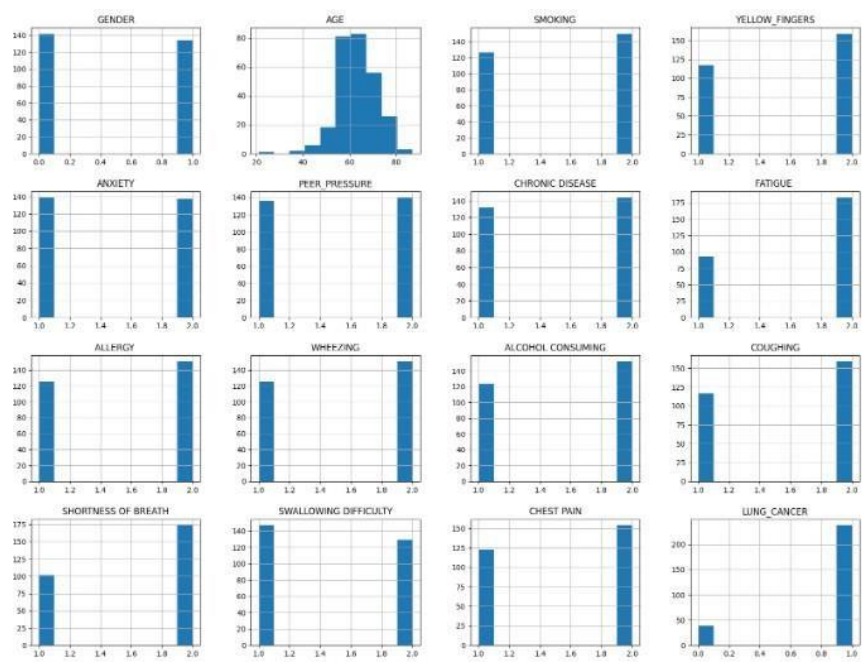 GENDER AGE SMOKING YELLOW_FINGERS
140 80 140 150
120 60 120 125
100 40 100 100
80 20 80 75
60 0 60 50
40 40 25
20 20 0
0 0
0.0 0.2 0.4 0.6 0.8 1.0 20 40 60 80 1.0 1.2 1.4 1.6 1.8 2.0 1.0 1.2 1.4 1.6 1.8 2.0
ANXIETY PEER_PRESSURE CHRONIC DISEASE FATIGUE
140 140 140 175
120 120 120 150
100 100 100 125
80 80 80 100
60 60 60 75
40 40 40 50
20 20 20 25
0 0 0 0
1.0 1.2 1.4 1.6 1.8 2.0 1.0 1.2 1.4 1.6 1.8 2.0 1.0 1.2 1.4 1.6 1.8 2.0 1.0 1.2 1.4 1.6 1.8 2.0
ALLERGY WHEEZING ALCOHOL CONSUMING COUGHING
140 140 140 150
120 120 120 125
100 100 100 100
80 80 80 75
60 60 60 50
40 40 40 25
20 20 20 0
0 0 0
1.0 1.2 1.4 1.6 1.8 2.0 1.0 1.2 1.4 1.6 1.8 2.0 1.0 1.2 1.4 1.6 1.8 2.0 1.0 1.2 1.4 1.6 1.8 2.0
SHORTNESS OF BREATH SWALLOWING DIFFICULTY CHEST PAIN LUNG_CANCER
175 140 150 200
150 120 125 150
125 100 100 100
100 80 75 50
75 60 50 0
50 40 25
25 20 0
0 0
1.0 1.2 1.4 1.6 1.8 2.0 1.0 1.2 1.4 1.6 1.8 2.0 1.0 1.2 1.4 1.6 1.8 2.0 0.0 0.2 0.4 0.6 0.8 1.0